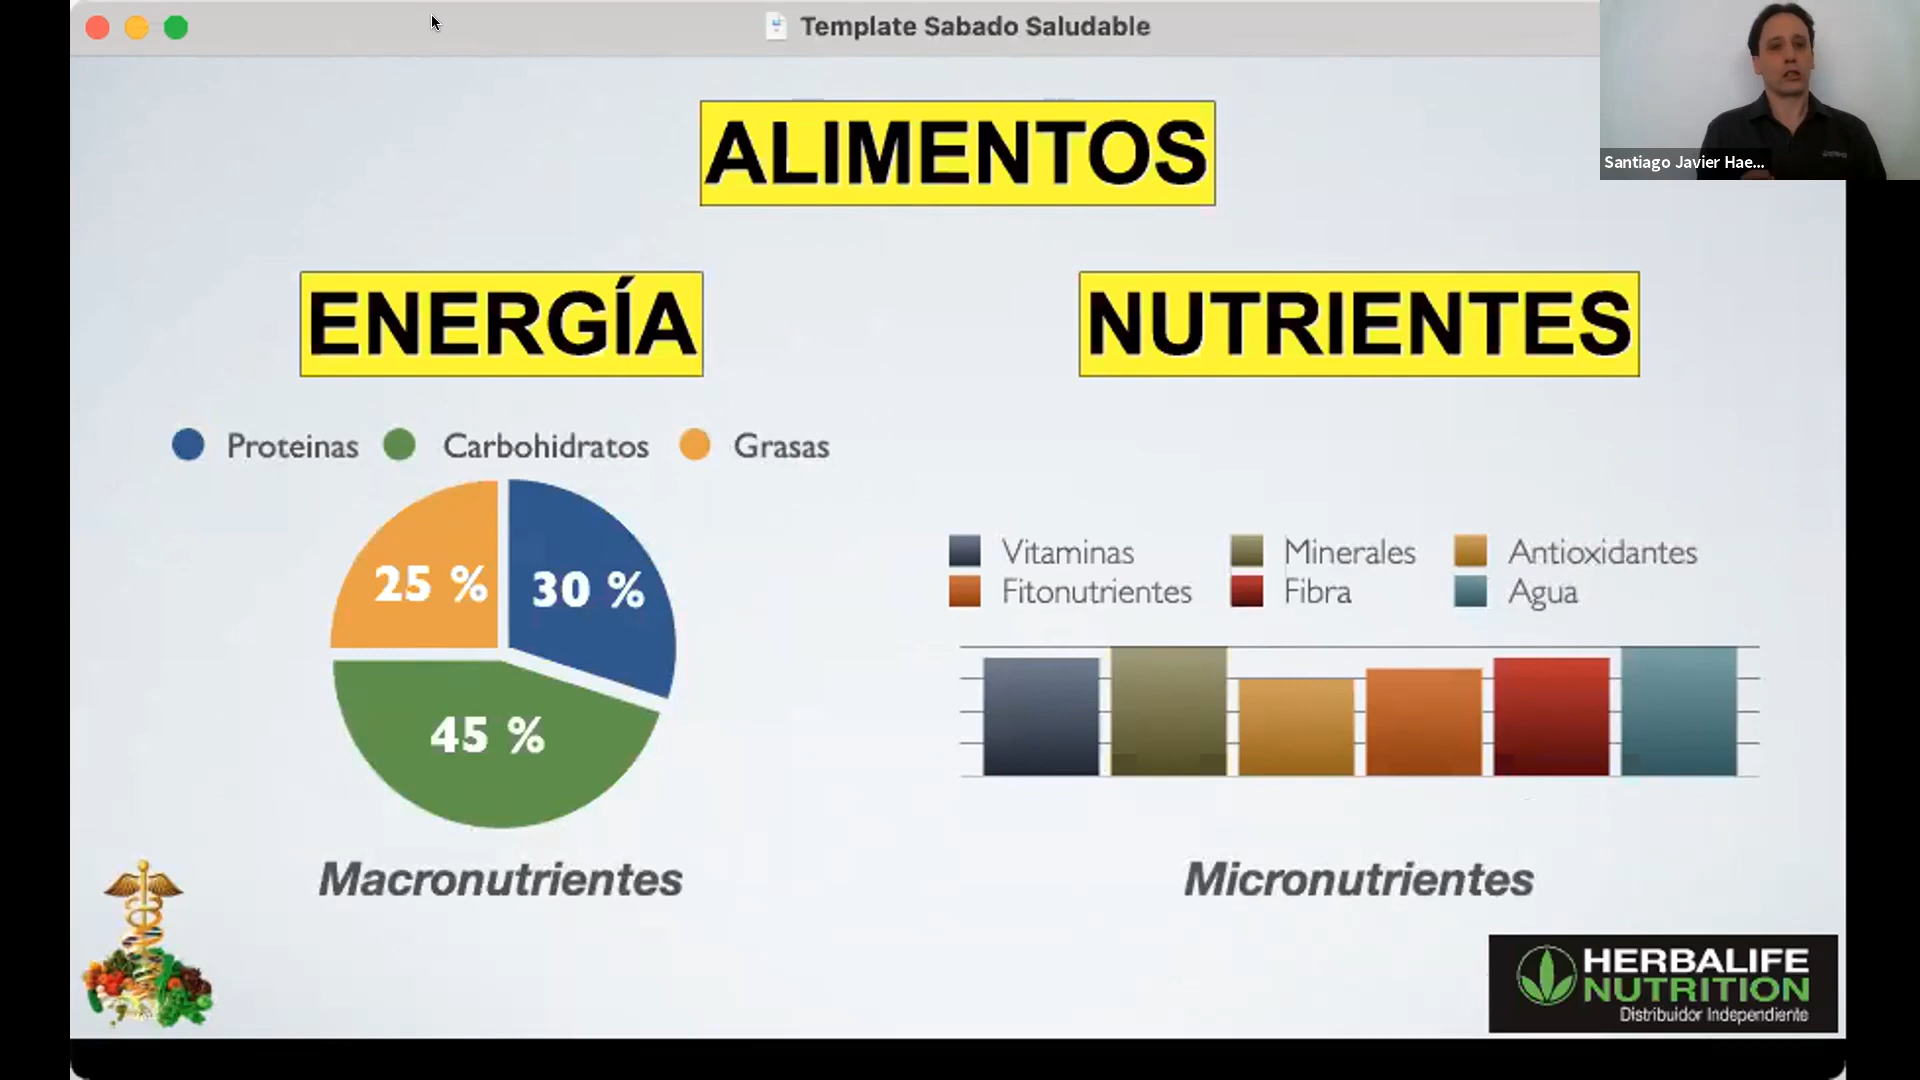 Template Sabado Saludable
Santiago Javier Hae...
ALIMENTOS
ENERGÍA
NUTRIENTES
Proteinas Carbohidratos Grasas
25 %
30 %
45 %
Macronutrientes
Vitaminas Minerales Antioxidantes
Fitonutrientes Fibra Agua
Micronutrientes
HERBALIFE
NUTRITION
Distribuidor Independiente